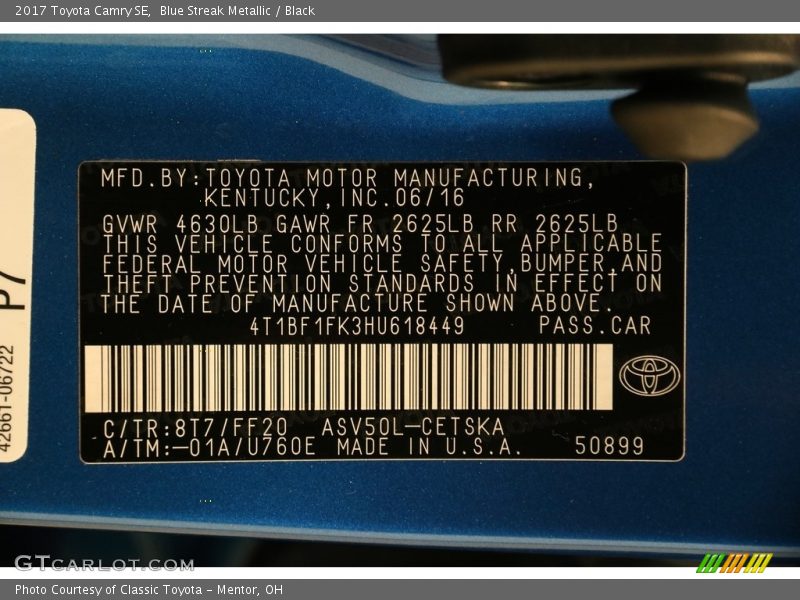 2017 Toyota Camry SE,  Blue Streak Metallic / Black
MFD.BY:TOYOTA MOTOR MANUFACTURING,
KENTUCKY,INC.06/16
GVWR 4630LB GAWR FR 2625LB RR 2625LB
THIS VEHICLE CONFORMS TO ALL APPLICABLE
FEDERAL MOTOR VEHICLE SAFETY,BUMPER,AND
THEFT PREVENTION STANDARDS IN EFFECT ON
THE DATE OF MANUFACTURE SHOWN ABOVE.
4T1BF1FK3HU618449 PASS.CAR
C/TR:8T7/FF20 ASV50L-CETSKA
A/TM:-01A/U760E MADE IN U.S.A. 50899
P7
42661-06722
GTcarlot.com
Photo Courtesy of Classic Toyota - Mentor, OH